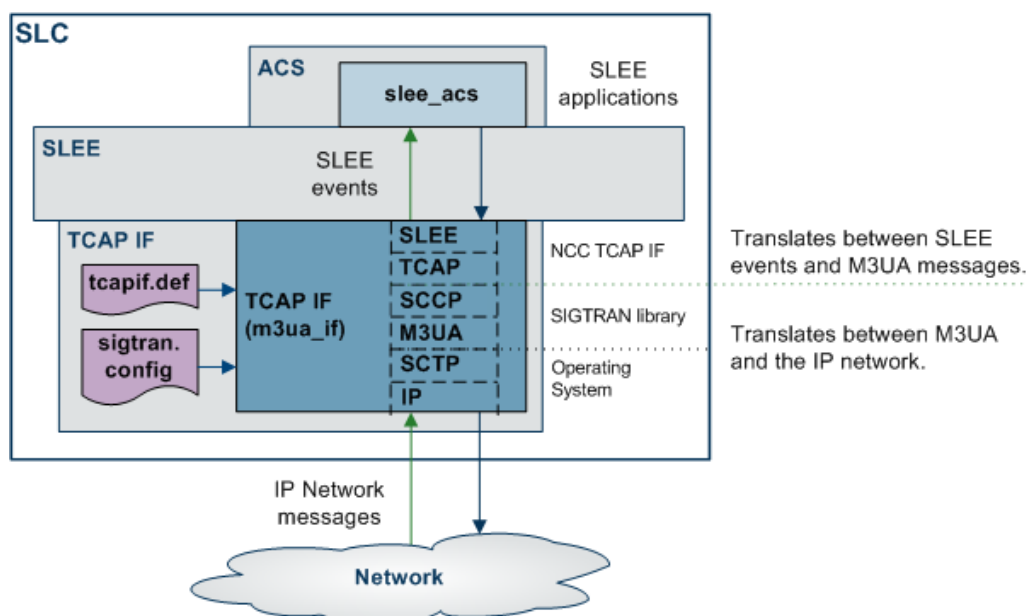 SLC
ACS
slee_acs
SLEE
applications
SLEE
SLEE
events
TCAP IF
tcapif.def
sigtran.
config
TCAP IF
(m3ua_if)
SLEE
TCAP
SCCP
M3UA
SCTP
IP
NCC TCAP IF
SIGTRAN library
Operating
System
Translates between SLEE
events and M3UA messages.
Translates between M3UA
and the IP network.
IP Network
messages
Network